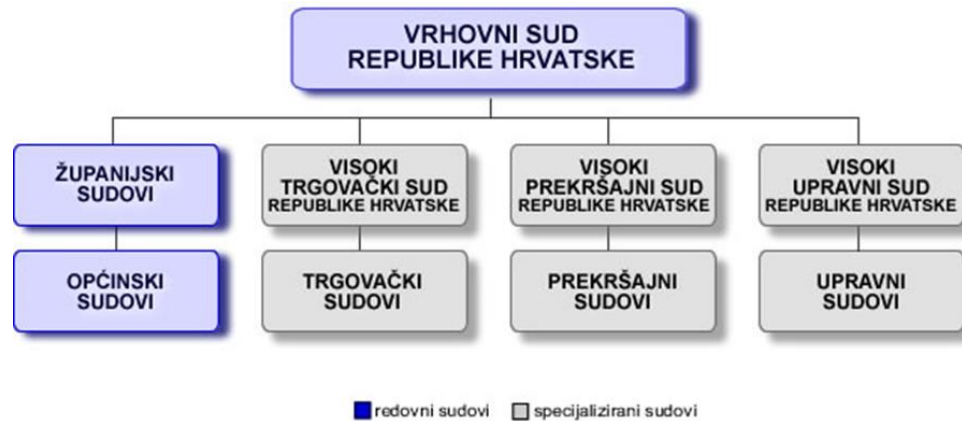 VRHOVNI SUD
REPUBLIKE HRVATSKE
ŽUPANIJSKI
SUDOVI
VISOKI
TRGOVAČKI SUD
REPUBLIKE HRVATSKE
VISOKI
PREKRŠAJNI SUD
REPUBLIKE HRVATSKE
VISOKI
UPRAVNI SUD
REPUBLIKE HRVATSKE
OPĆINSKI
SUDOVI
TRGOVAČKI
SUDOVI
PREKRŠAJNI
SUDOVI
UPRAVNI
SUDOVI
redovni sudovi
specijalizirani sudovi